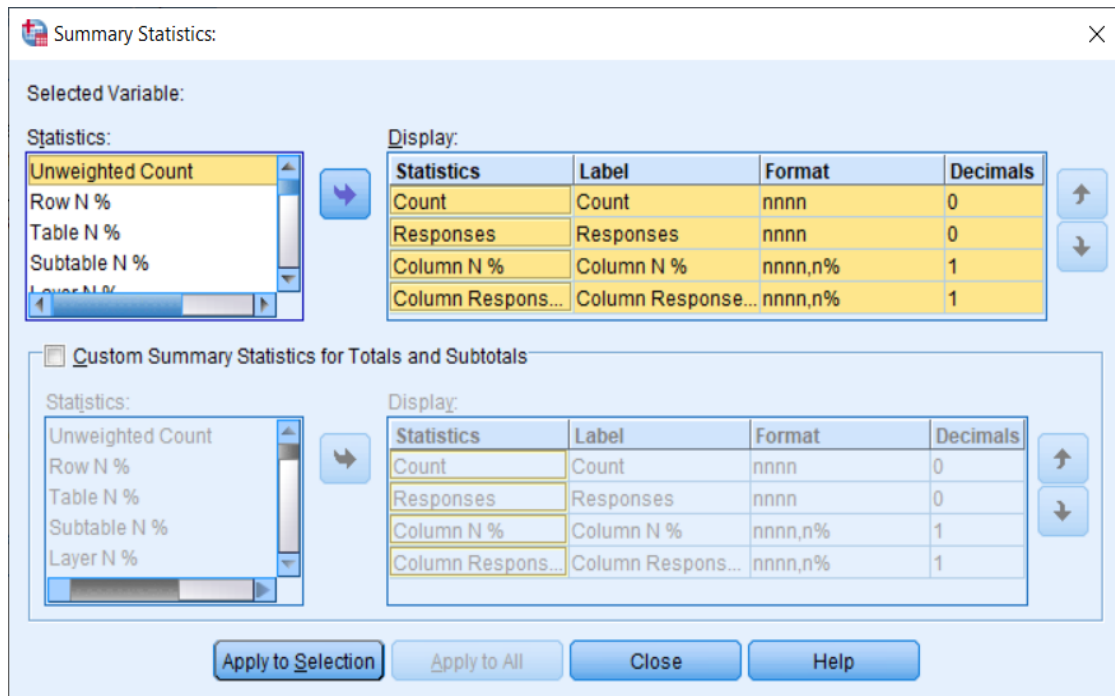 Summary Statistics:
Selected Variable:
Statistics:
Unweighted Count
Row N %
Table N %
Subtable N %
Layer N %
Display:
Statistics Label Format Decimals
Count Count nnnn 0
Responses Responses nnnn 0
Column N % Column N % nnnn,n% 1
Column Respons... Column Response... nnnn,n% 1
Custom Summary Statistics for Totals and Subtotals
Statistics:
Unweighted Count
Row N %
Table N %
Subtable N %
Layer N %
Display:
Statistics Label Format Decimals
Count Count nnnn 0
Responses Responses nnnn 0
Column N % Column N % nnnn,n% 1
Column Respons... Column Respons... nnnn,n% 1
Apply to Selection Apply to All Close Help